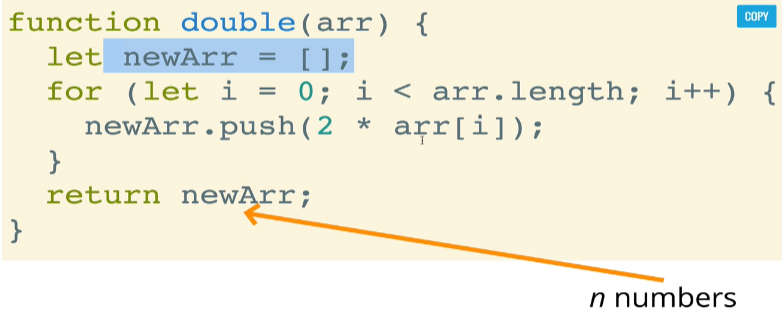 function double(arr) {
COPY
let newArr = [];
for (let i = 0; i < arr.length; i++) {
newArr.push(2 * arr[i]);
}
return newArr;
}
n numbers